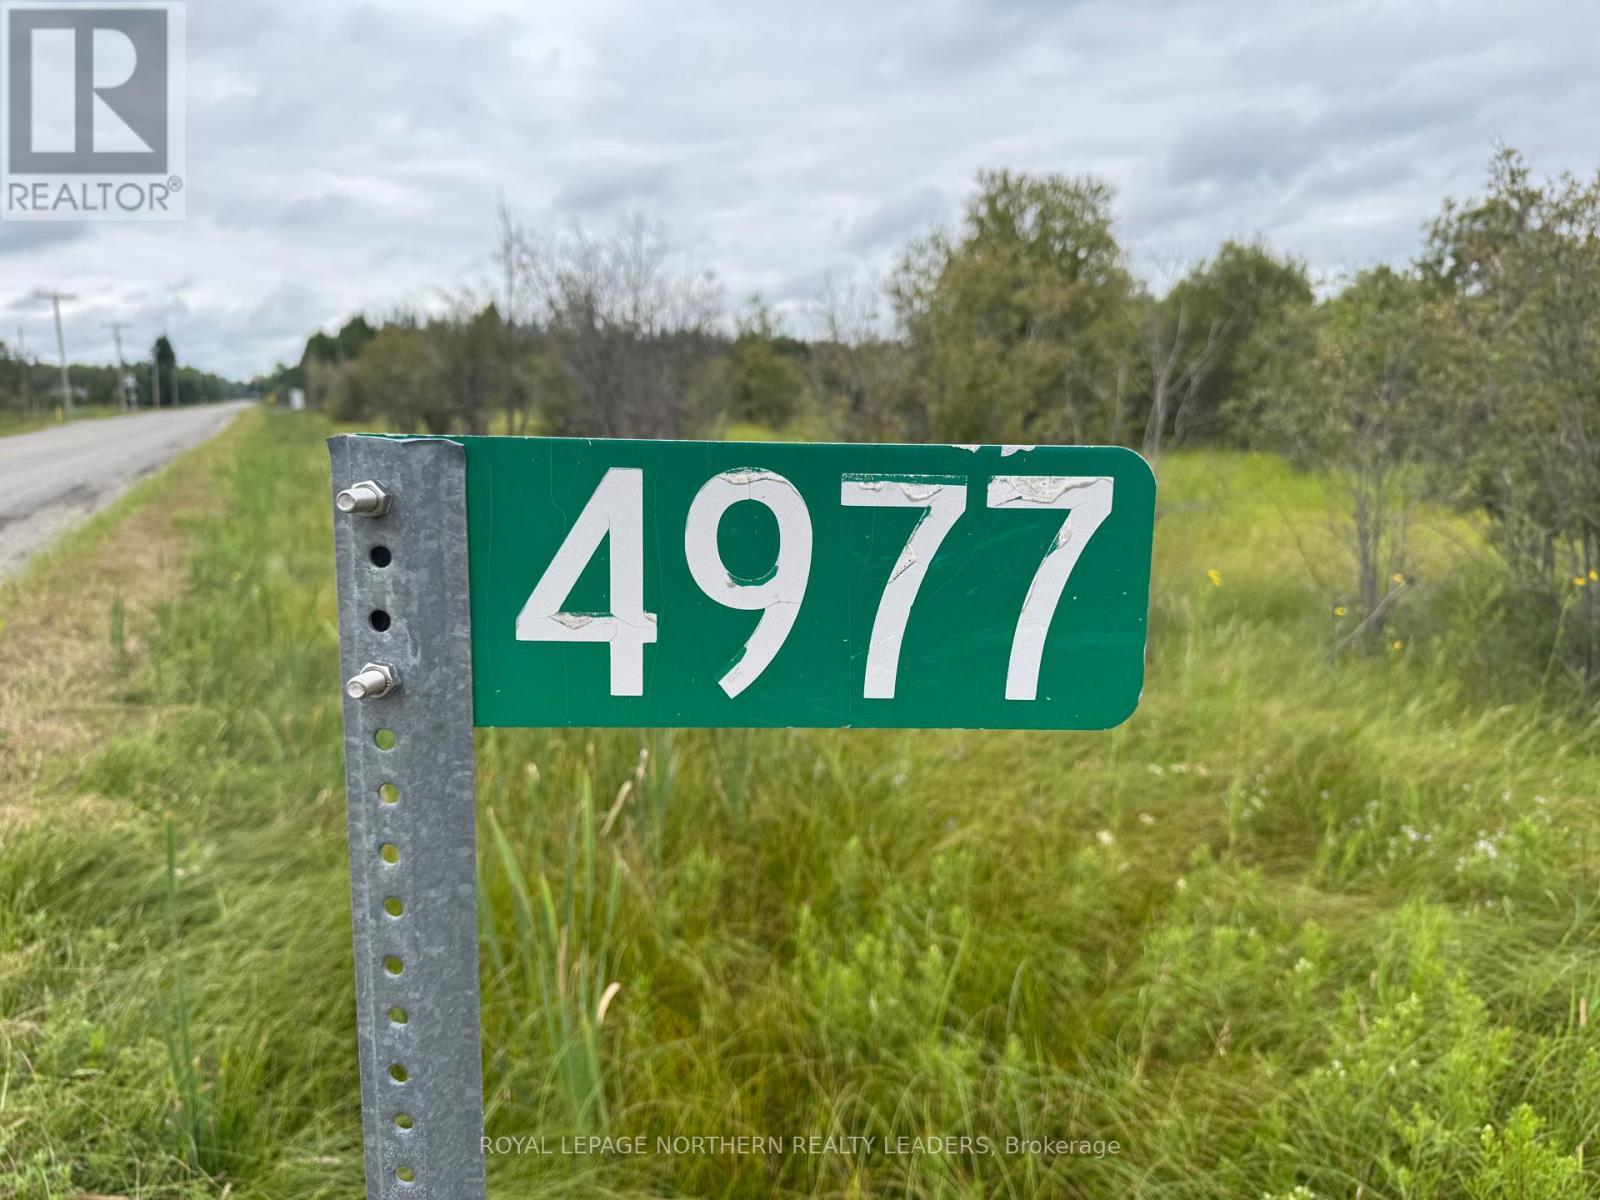 REALTOR®
4977
ROYAL LEPAGE NORTHERN REALTY LEADERS, Brokerage